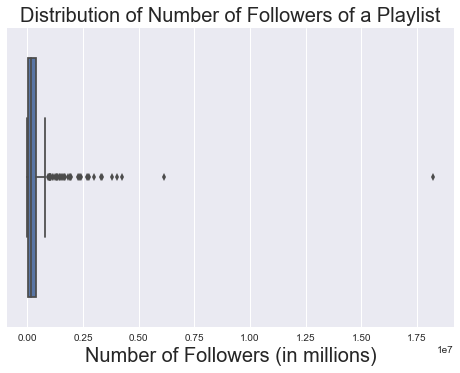 Distribution of Number of Followers of a Playlist
0.00 0.25 0.50 0.75 1.00 1.25 1.50 1.75
1e7
Number of Followers (in millions)